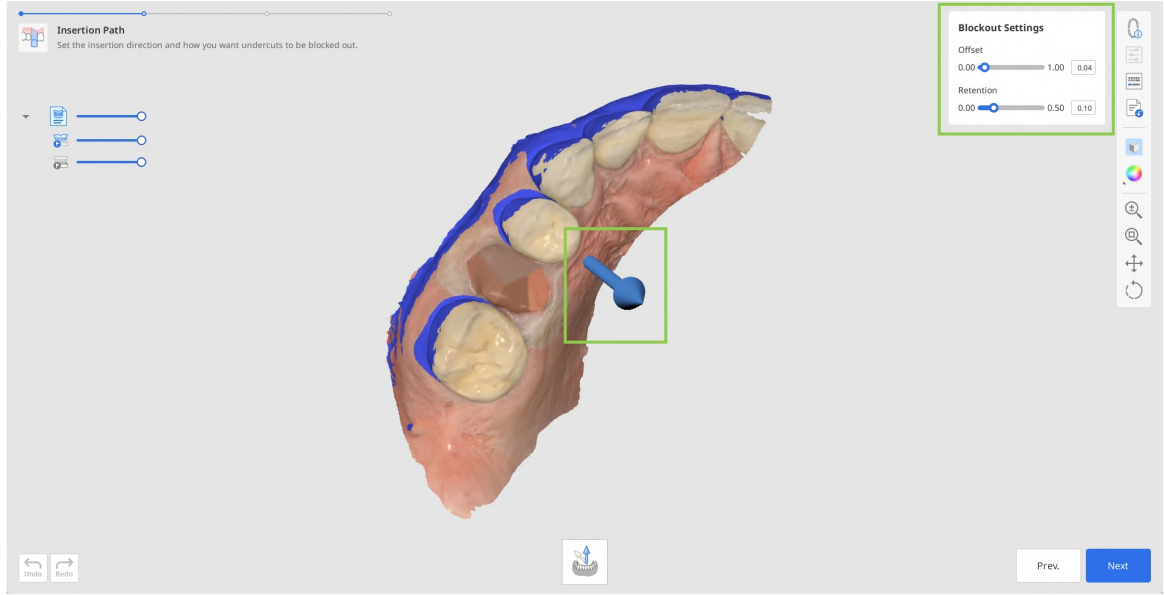 Insertion Path
Set the insertion direction and how you want undercuts to be blocked out.
Blockout Settings
Offset
0.00 1.00 0.04
Retention
0.00 0.50 0.10
Undo Redo
Prev. Next